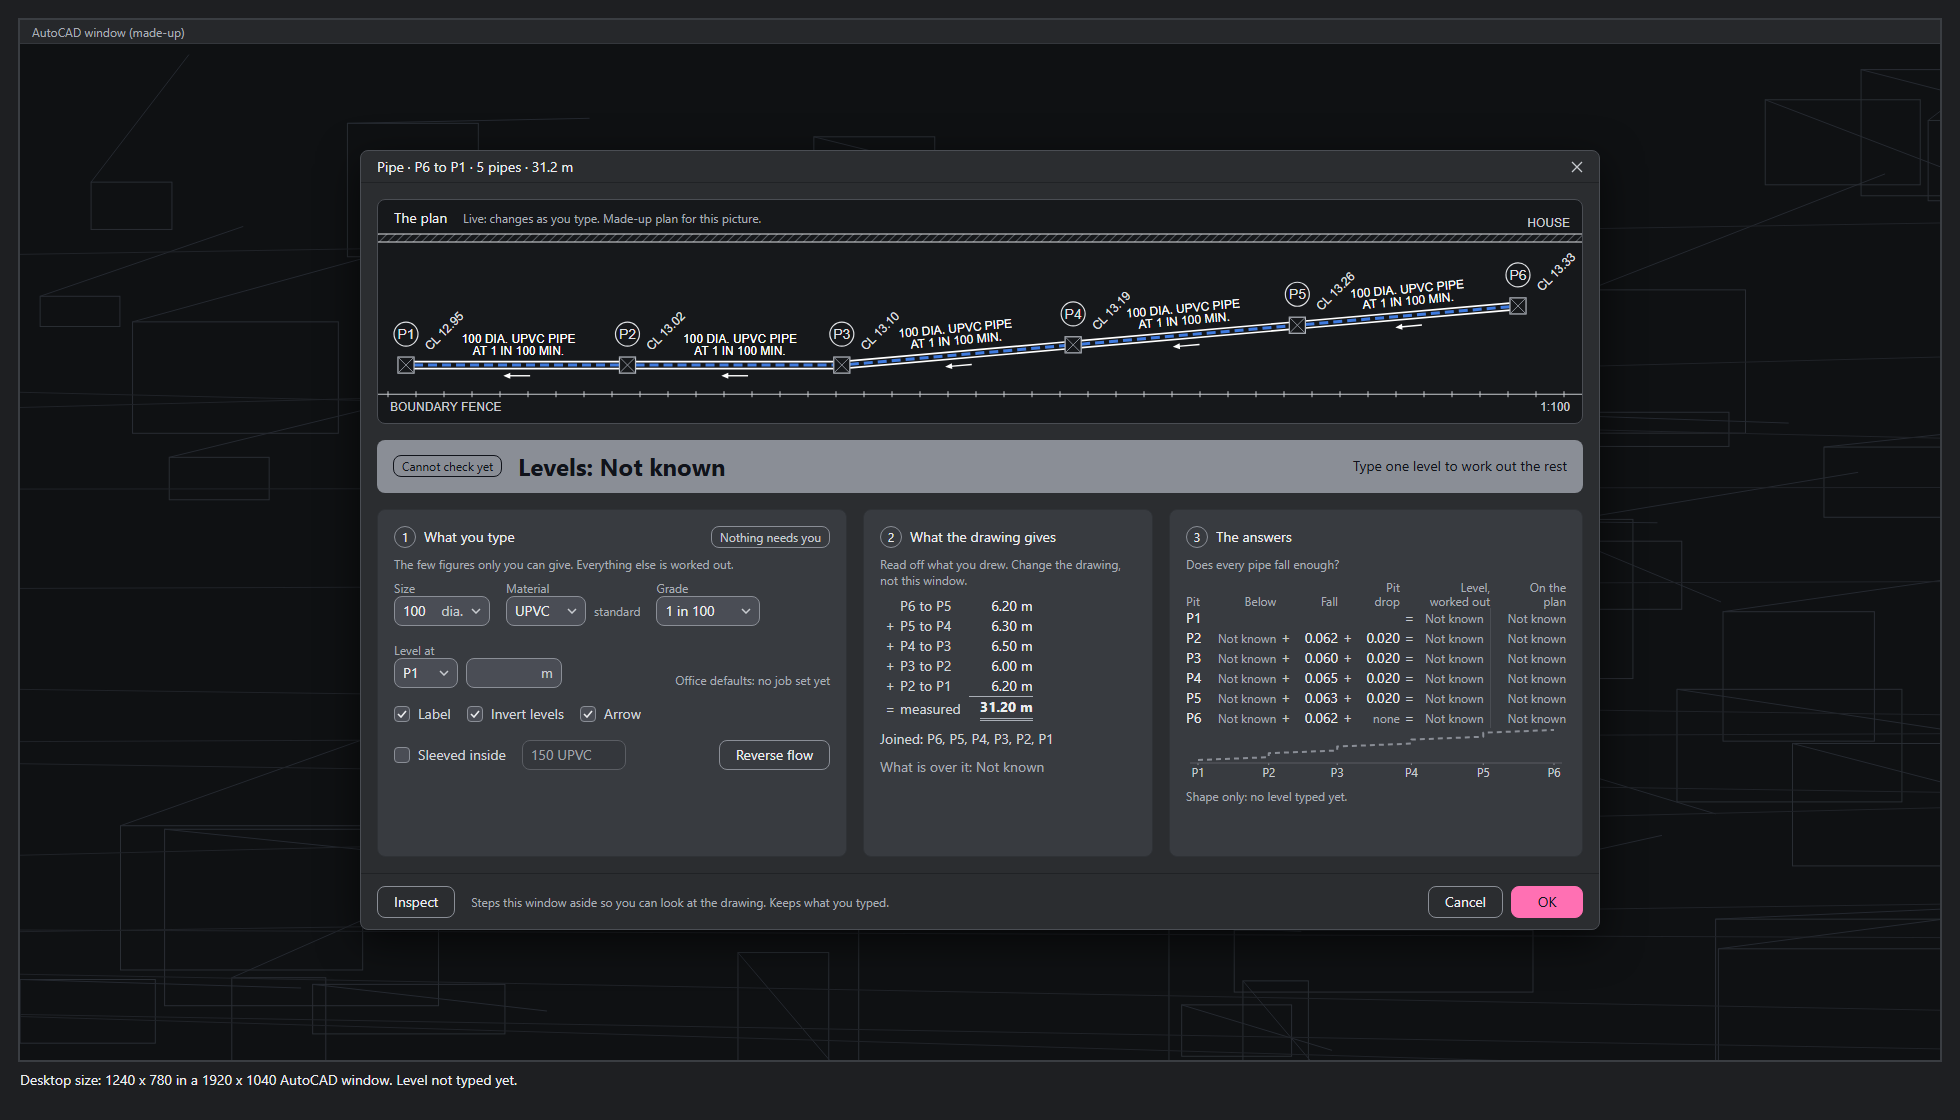 AutoCAD window (made-up)
Pipe · P6 to P1 · 5 pipes · 31.2 m
The plan Live: changes as you type. Made-up plan for this picture.
HOUSE
P1 CL 12.95
100 DIA. UPVC PIPE
AT 1 IN 100 MIN.
P2 CL 13.02
100 DIA. UPVC PIPE
AT 1 IN 100 MIN.
P3 CL 13.10
100 DIA. UPVC PIPE
AT 1 IN 100 MIN.
P4 CL 13.19
100 DIA. UPVC PIPE
AT 1 IN 100 MIN.
P5 CL 13.26
100 DIA. UPVC PIPE
AT 1 IN 100 MIN.
P6 CL 13.33
BOUNDARY FENCE 1:100
Cannot check yet Levels: Not known Type one level to work out the rest
1 What you type Nothing needs you
The few figures only you can give. Everything else is worked out.
Size Material Grade
100 dia. UPVC standard 1 in 100
Level at
P1 m Office defaults: no job set yet
Label Invert levels Arrow
Sleeved inside 150 UPVC Reverse flow
2 What the drawing gives
Read off what you drew. Change the drawing,
not this window.
P6 to P5 6.20 m
+ P5 to P4 6.30 m
+ P4 to P3 6.50 m
+ P3 to P2 6.00 m
+ P2 to P1 6.20 m
= measured 31.20 m
Joined: P6, P5, P4, P3, P2, P1
What is over it: Not known
3 The answers
Does every pipe fall enough?
Pit Below Fall Pit drop Level, worked out On the plan
P1 = Not known Not known
P2 Not known + 0.062 + 0.020 = Not known Not known
P3 Not known + 0.060 + 0.020 = Not known Not known
P4 Not known + 0.065 + 0.020 = Not known Not known
P5 Not known + 0.063 + 0.020 = Not known Not known
P6 Not known + 0.062 + none = Not known Not known
P1 P2 P3 P4 P5 P6
Shape only: no level typed yet.
Inspect Steps this window aside so you can look at the drawing. Keeps what you typed. Cancel OK
Desktop size: 1240 x 780 in a 1920 x 1040 AutoCAD window. Level not typed yet.